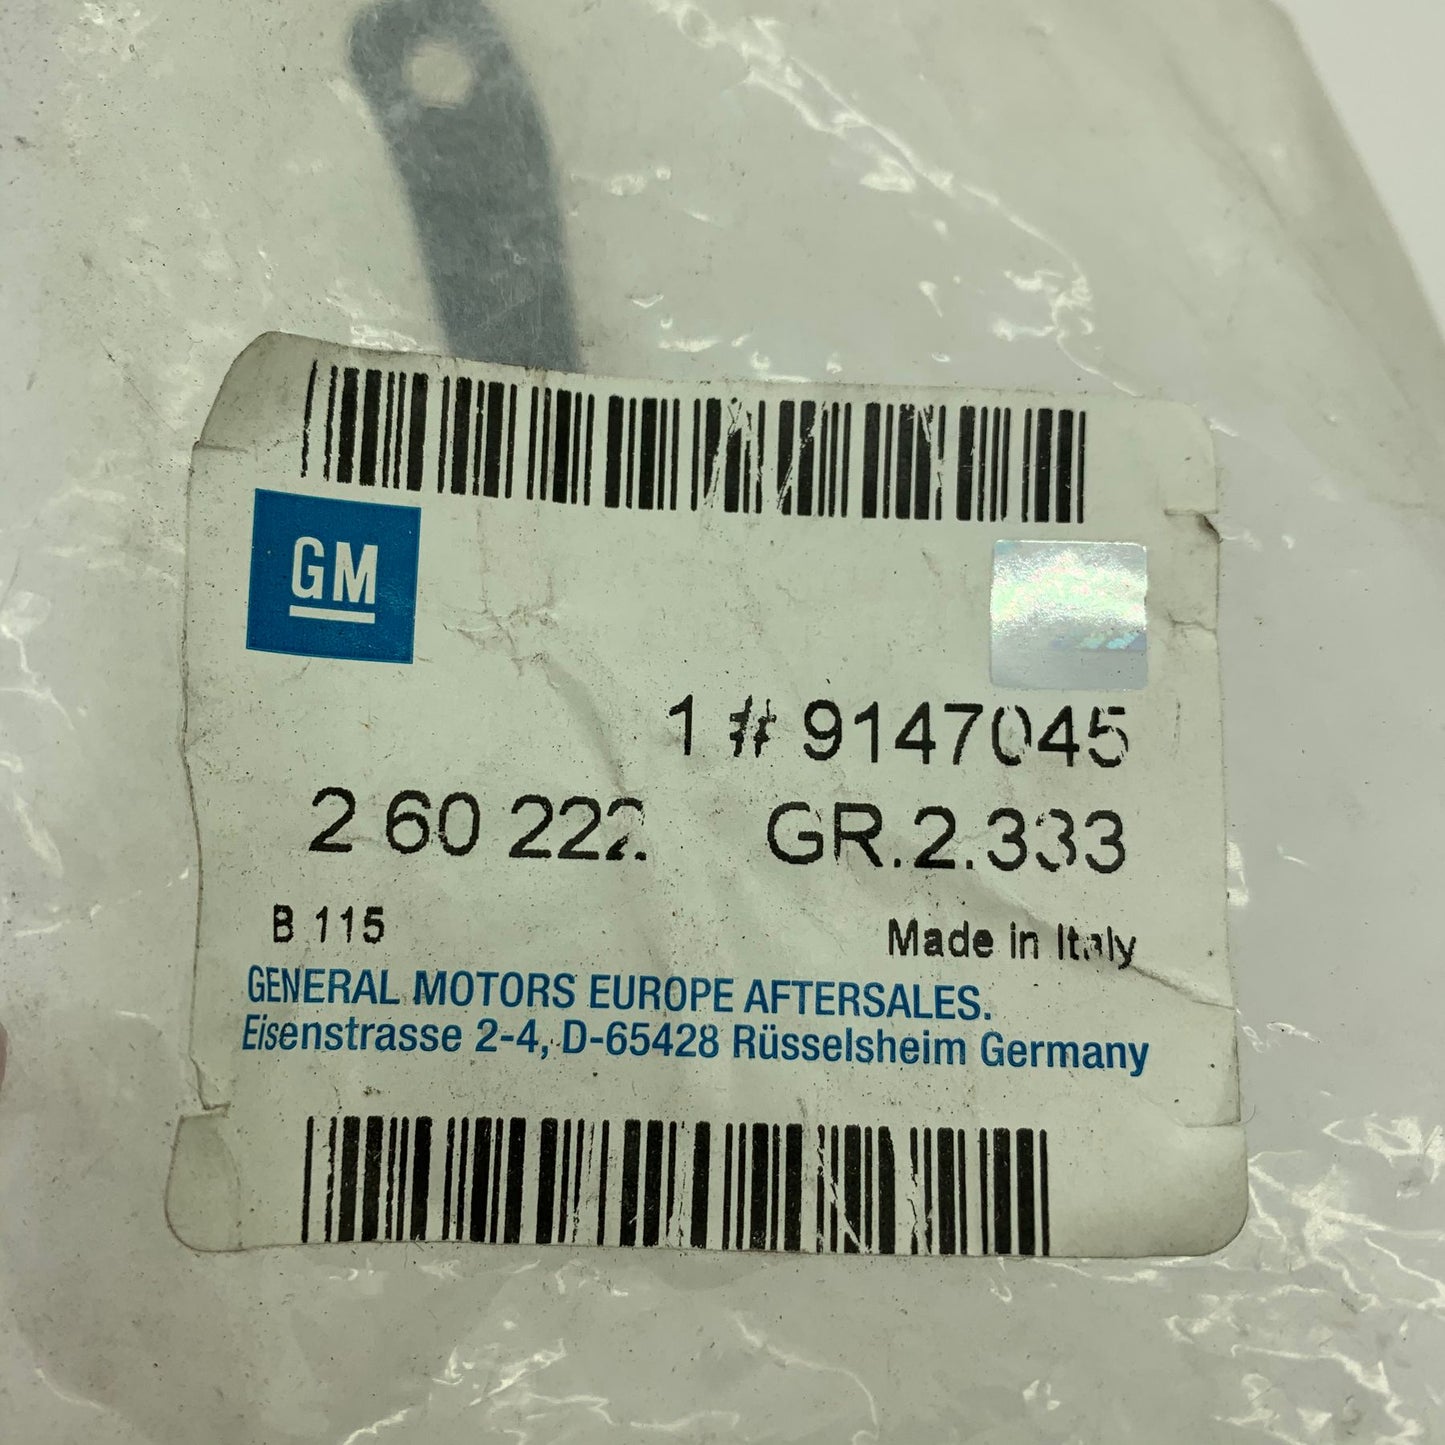 GM
1 # 9147045
2 60 222 GR.2.333
B 115 Made in Italy
GENERAL MOTORS EUROPE AFTERSALES.
Eisenstrasse 2-4, D-65428 Rüsselsheim Germany